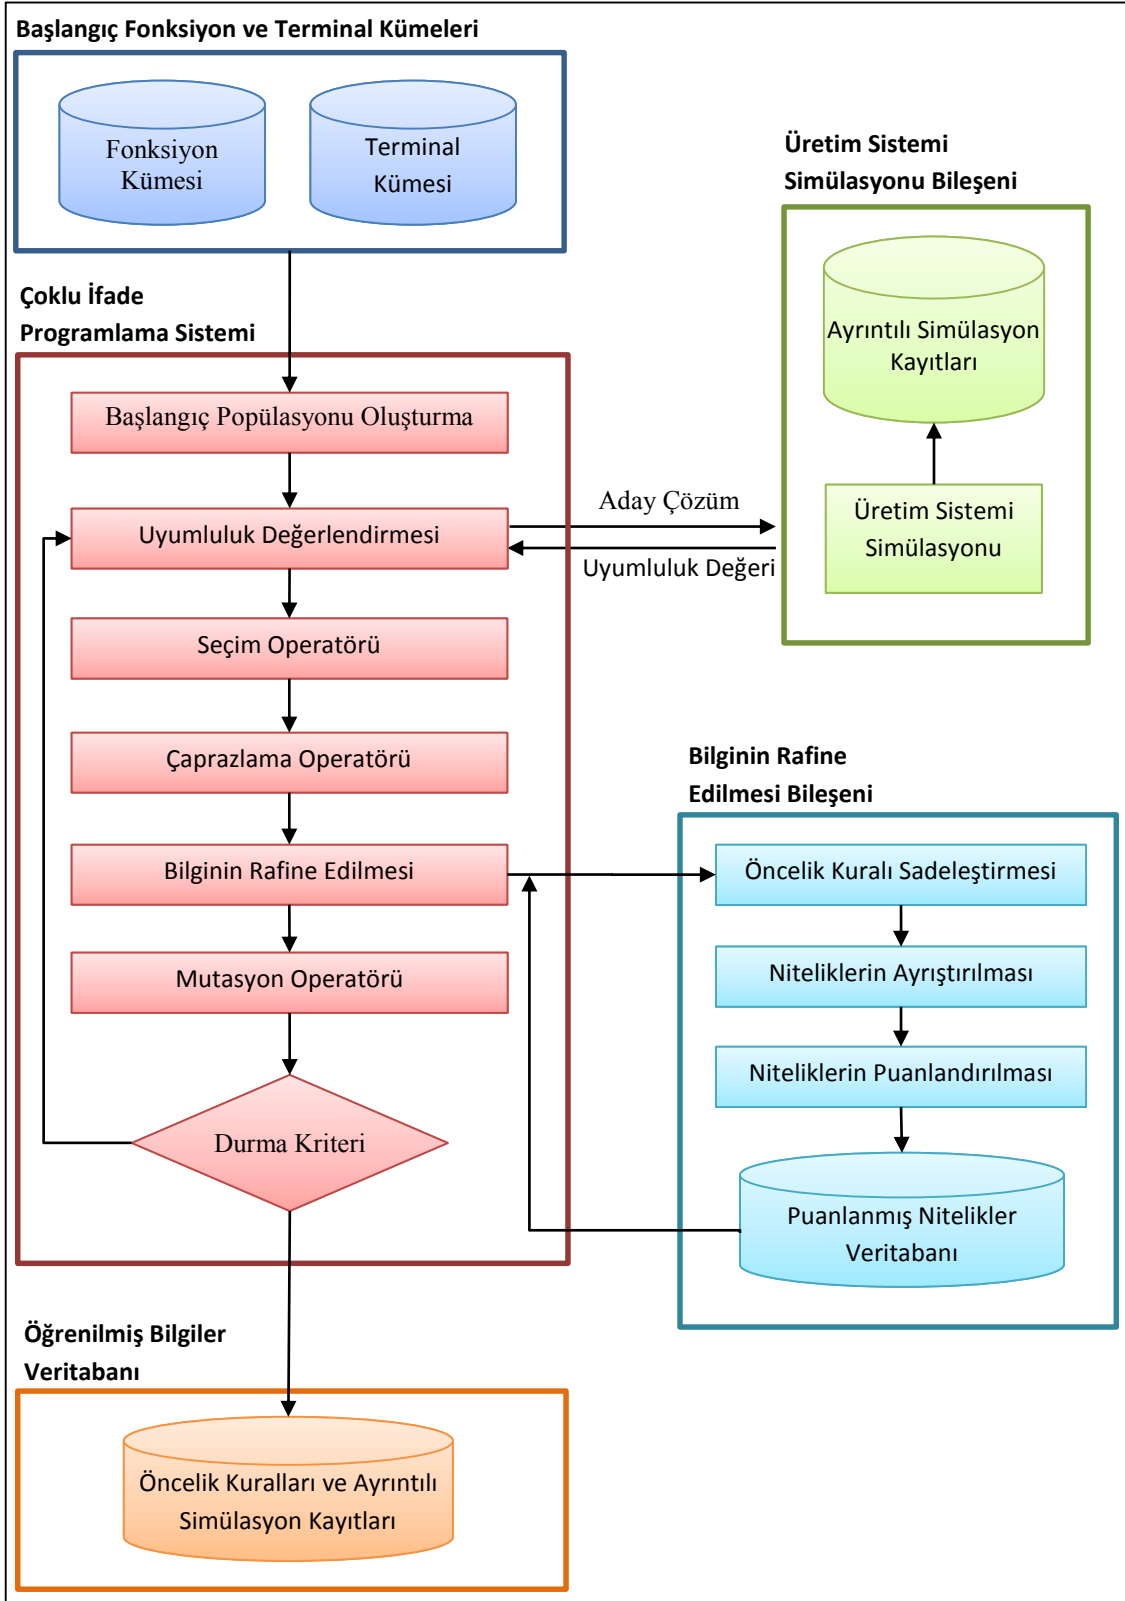 Başlangıç Fonksiyon ve Terminal Kümeleri
Fonksiyon
Kümesi
Terminal
Kümesi
Üretim Sistemi
Simülasyonu Bileşeni
Ayrıntılı Simülasyon
Kayıtları
Üretim Sistemi
Simülasyonu
Çoklu İfade
Programlama Sistemi
Başlangıç Popülasyonu Oluşturma
Uyumluluk Değerlendirmesi
Aday Çözüm
Uyumluluk Değeri
Seçim Operatörü
Çaprazlama Operatörü
Bilginin Rafine Edilmesi
Mutasyon Operatörü
Durma Kriteri
Bilginin Rafine
Edilmesi Bileşeni
Öncelik Kuralı Sadeleştirmesi
Niteliklerin Ayrıştırılması
Niteliklerin Puanlandırılması
Puanlanmış Nitelikler
Veritabanı
Öğrenilmiş Bilgiler
Veritabanı
Öncelik Kuralları ve Ayrıntılı
Simülasyon Kayıtları